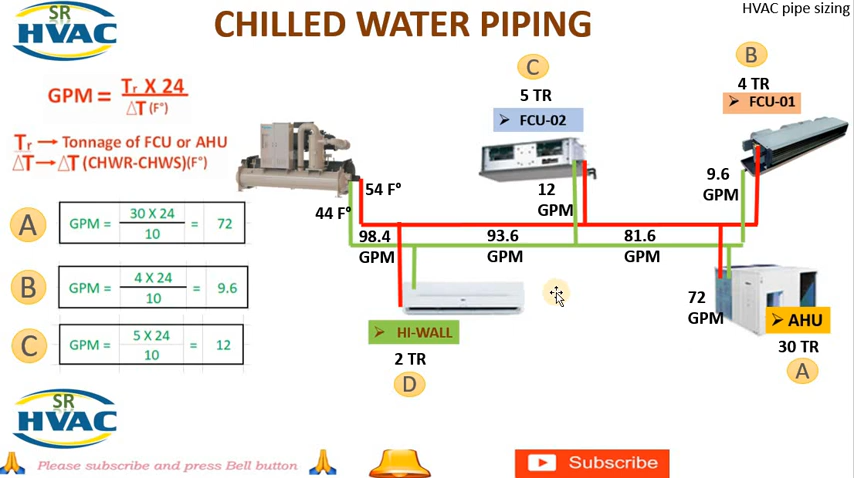 SR
HVAC
CHILLED WATER PIPING
HVAC pipe sizing
GPM = Tr X 24
ΔT (F°)
Tr → Tonnage of FCU or AHU
ΔT → ΔT (CHWR-CHWS)(F°)
C
5 TR
➢ FCU-02
B
4 TR
➢ FCU-01
54 F°
44 F°
12
GPM
9.6
GPM
98.4
GPM
93.6
GPM
81.6
GPM
72
GPM
A
GPM = 30 X 24 = 72
10
B
GPM = 4 X 24 = 9.6
10
C
GPM = 5 X 24 = 12
10
➢ HI-WALL
2 TR
D
➢ AHU
30 TR
A
SR
HVAC
Please subscribe and press Bell button
Subscribe